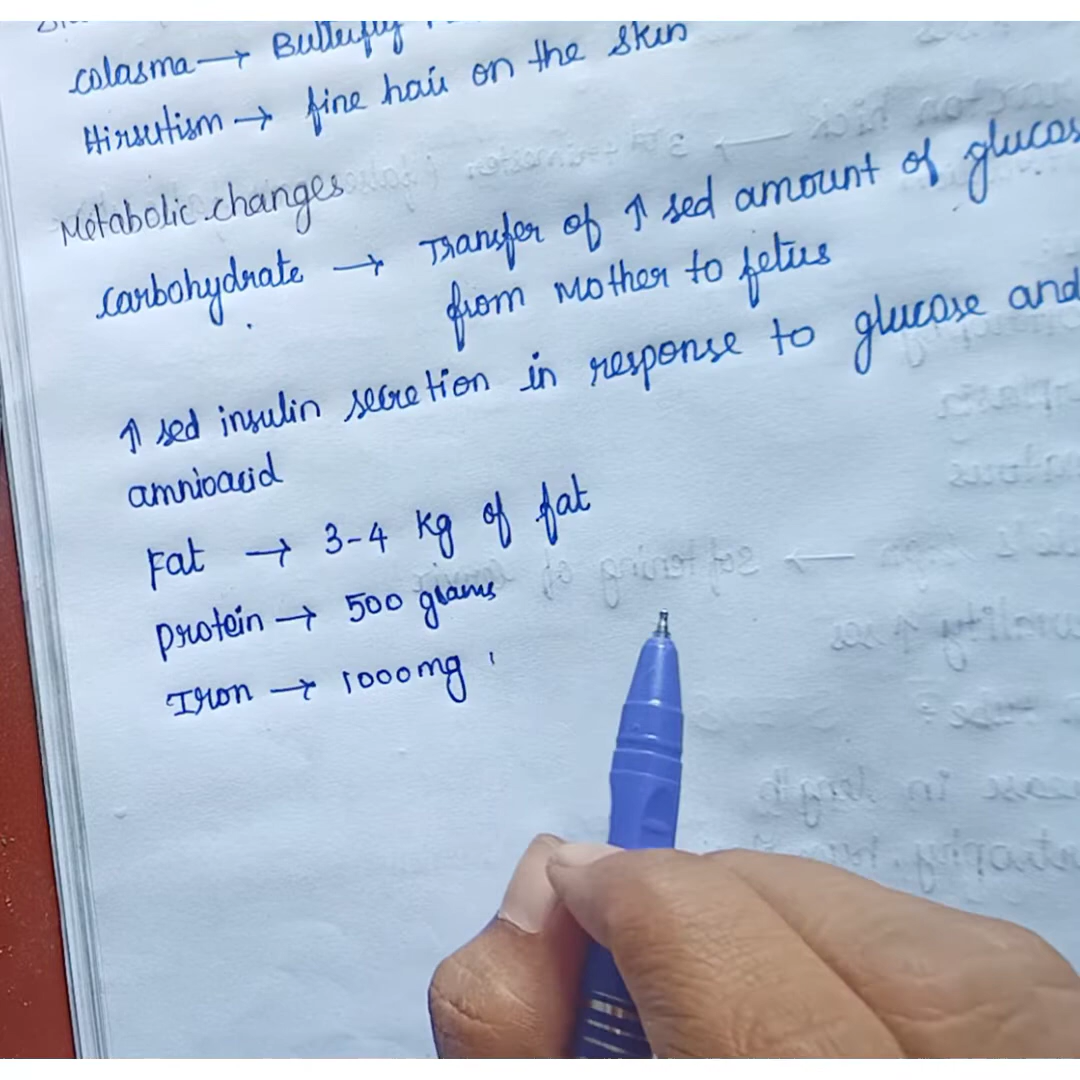 colasma → Butterfly
Hirsutism → fine hair on the skin
Metabolic changes
Carbohydrate → Transfer of ↑sed amount of glucos
from Mother to fetus
↑sed insulin secretion in response to glucose and
amnioacid
Fat → 3-4 kg of fat
protein → 500 grams
Iron → 1000mg